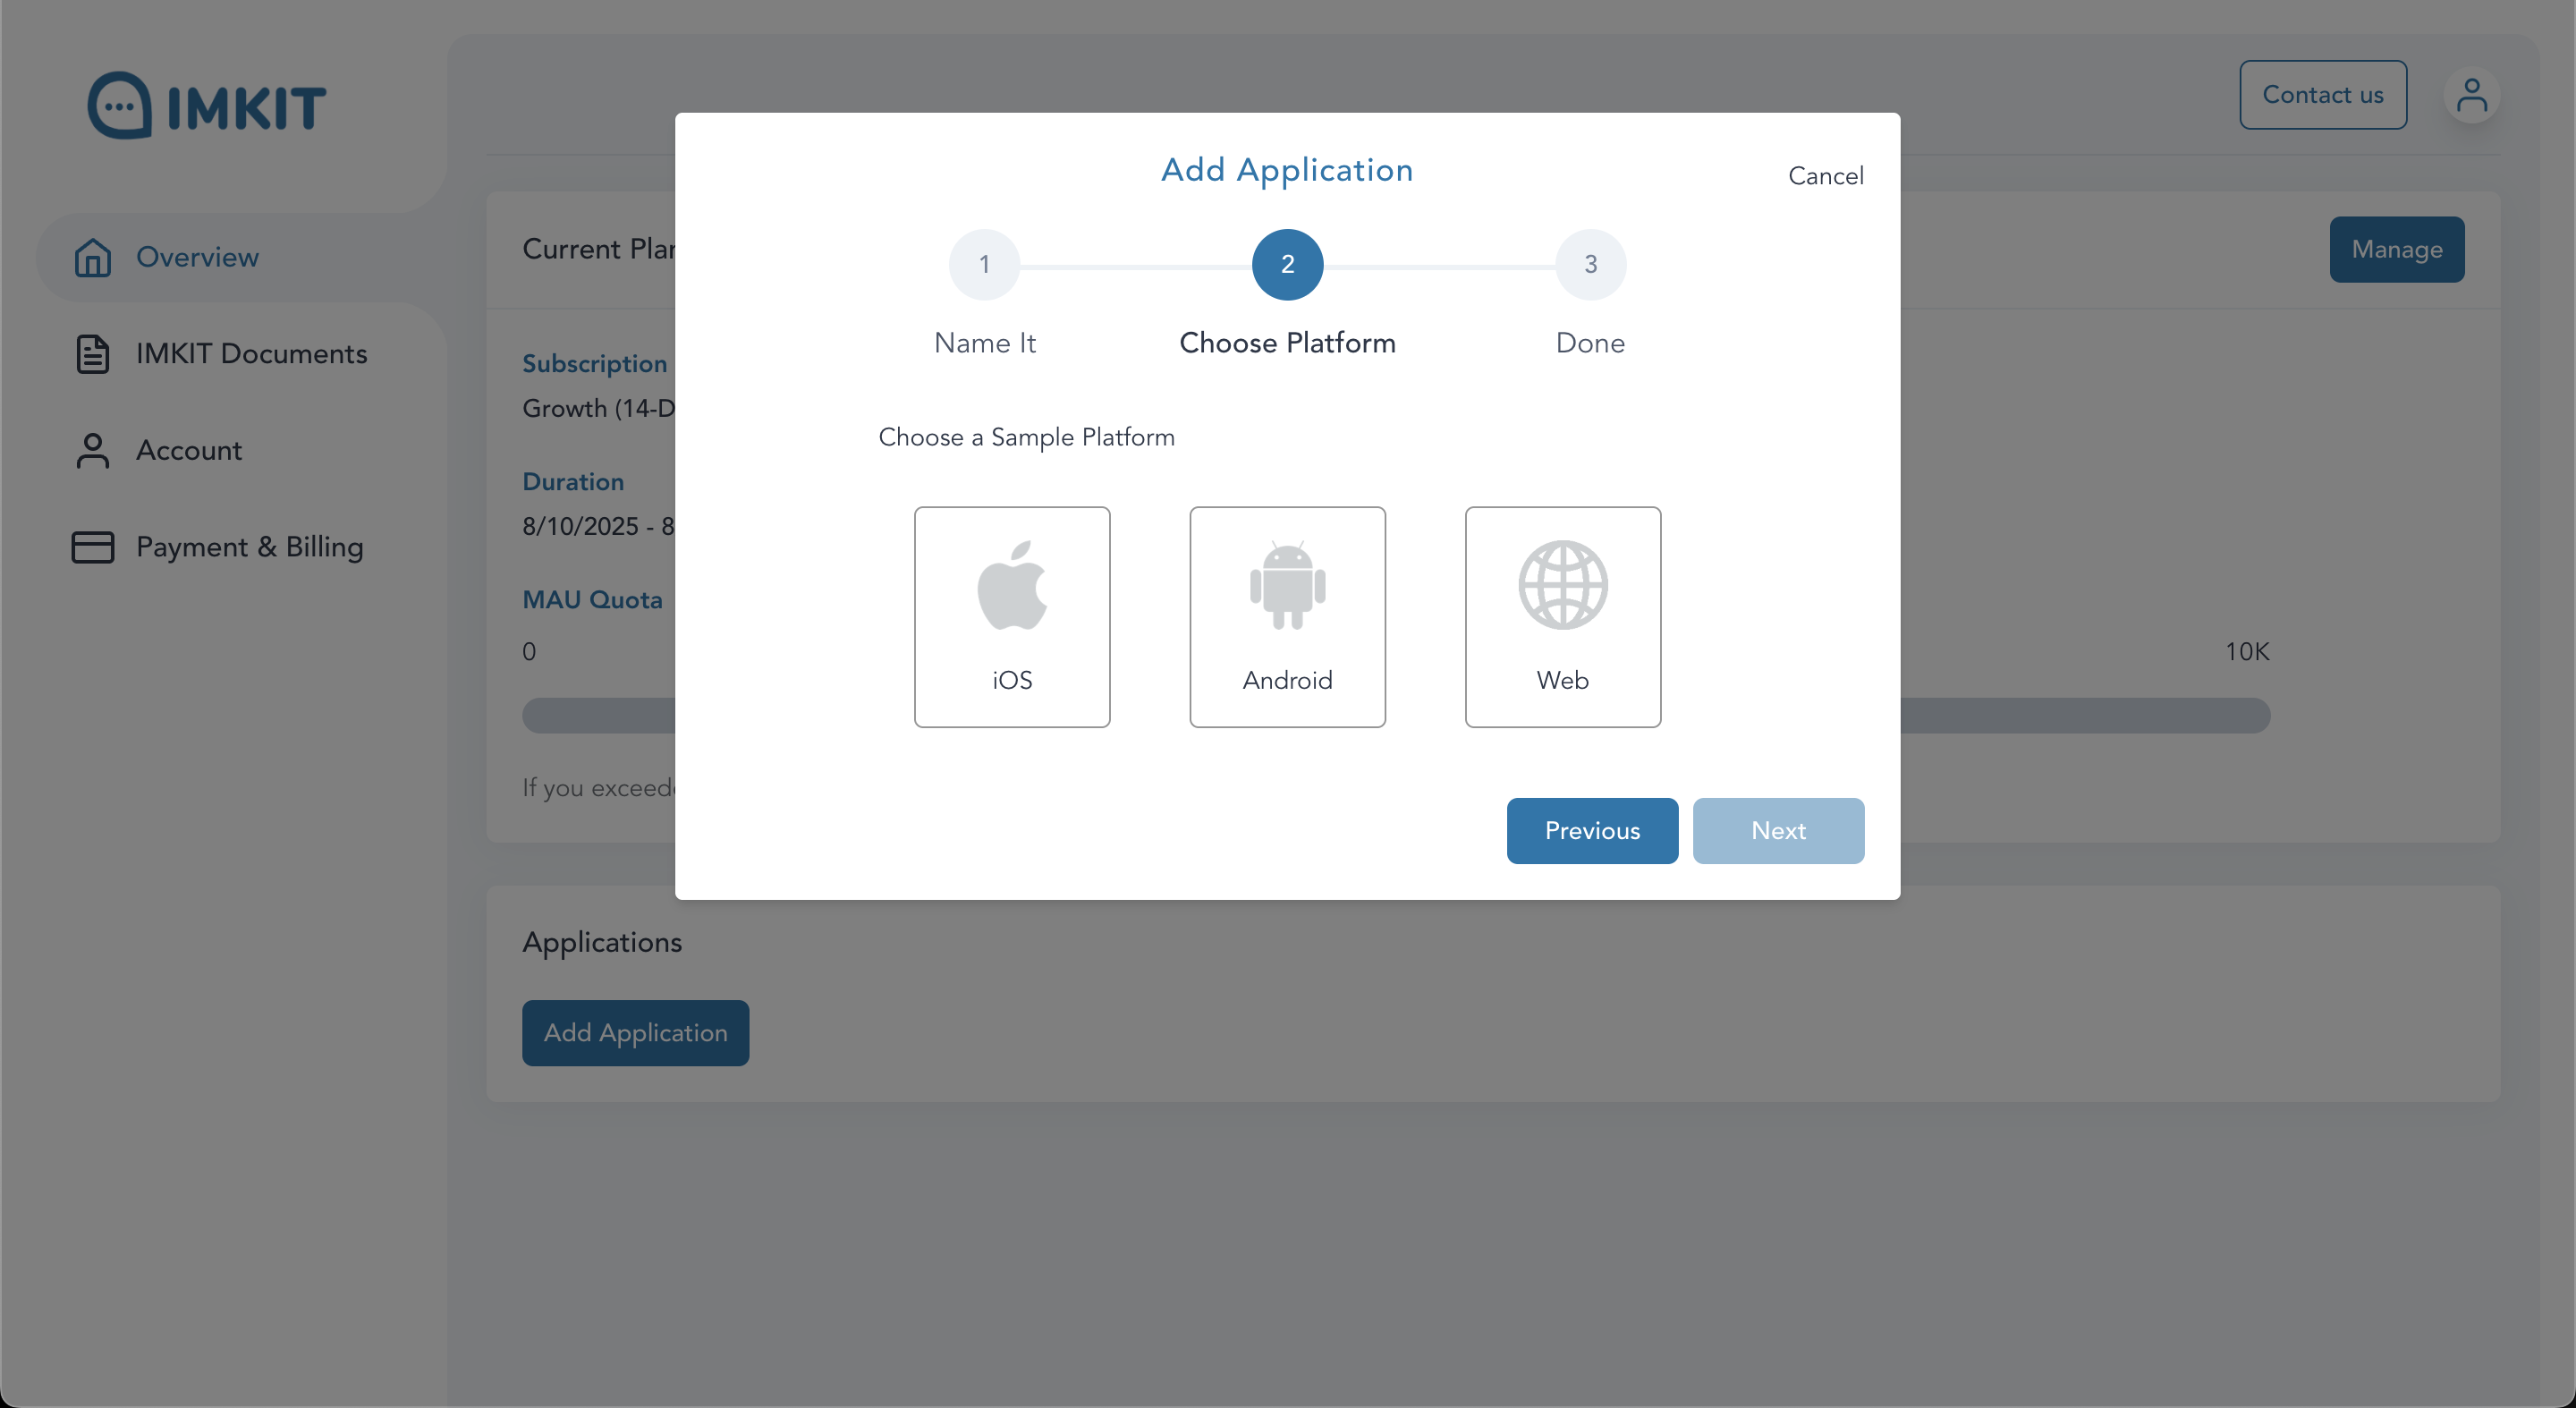 IMKIT
Contact us
Overview
IMKIT Documents
Account
Payment & Billing
Current Plan
Manage
Subscription
Growth (14-D
Duration
8/10/2025 - 8
MAU Quota
0
10K
If you exceed
Applications
Add Application
Add Application
Cancel
1
2
3
Name It
Choose Platform
Done
Choose a Sample Platform
iOS
Android
Web
Previous
Next